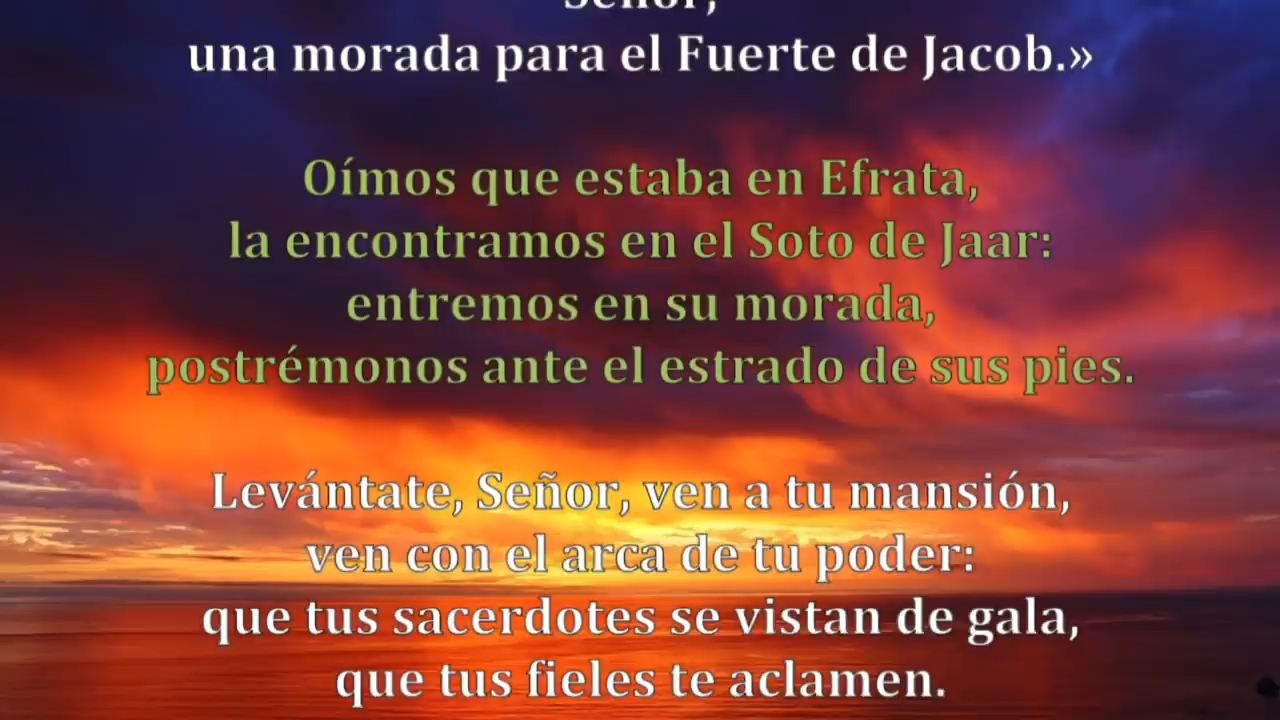 Señor,
una morada para el Fuerte de Jacob.»
Oímos que estaba en Efrata,
la encontramos en el Soto de Jaar:
entremos en su morada,
postrémonos ante el estrado de sus pies.
Levántate, Señor, ven a tu mansión,
ven con el arca de tu poder:
que tus sacerdotes se vistan de gala,
que tus fieles te aclamen.